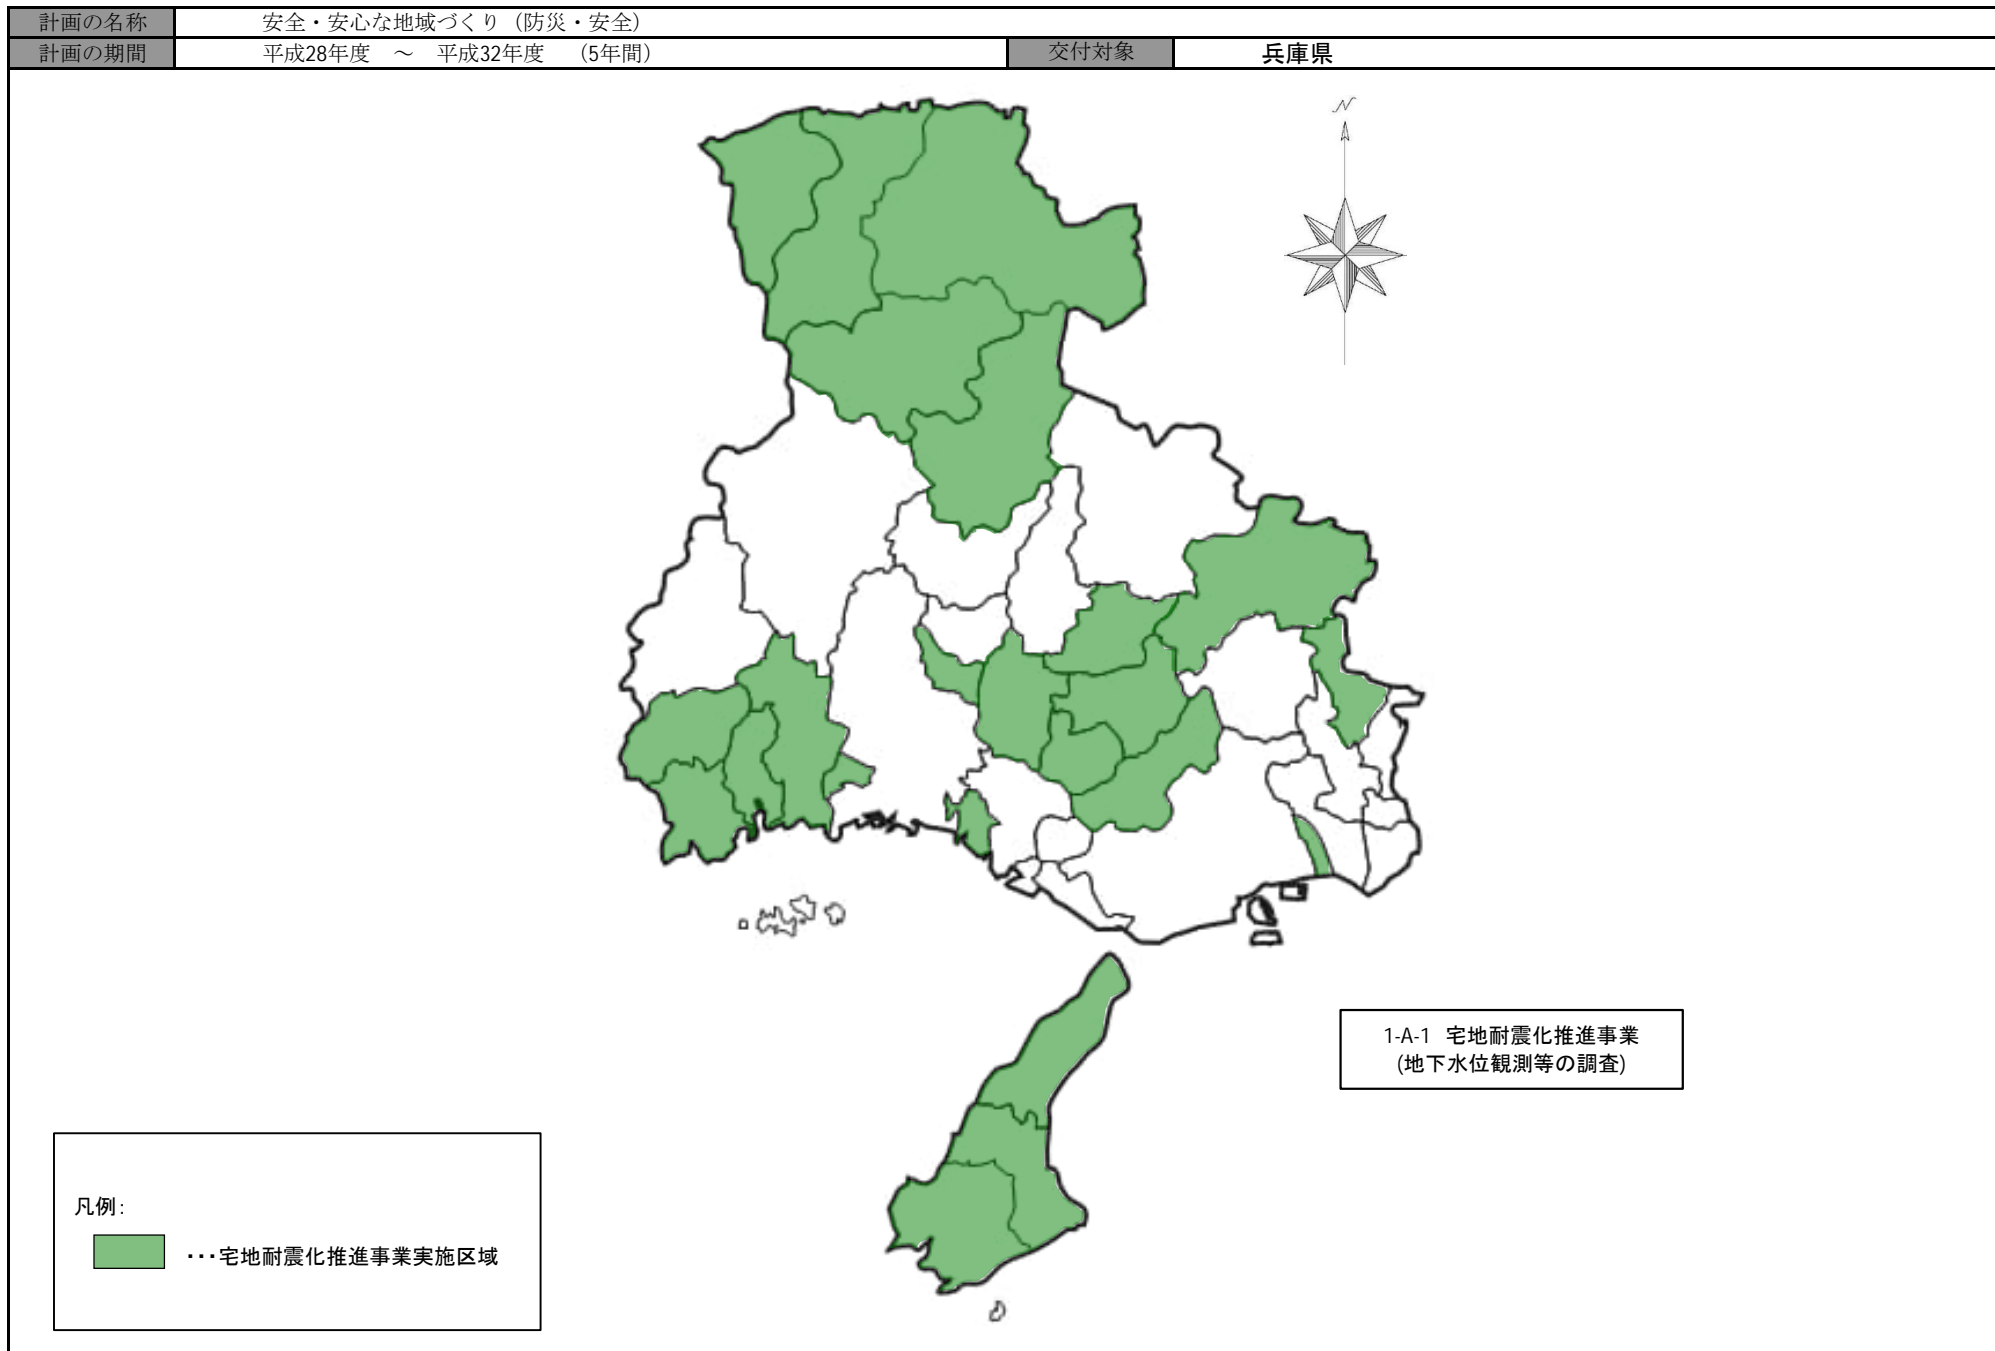 計画の名称 安全・安心な地域づくり（防災・安全）
計画の期間 平成28年度 ～ 平成32年度 （5年間） 交付対象 兵庫県
N
1-A-1 宅地耐震化推進事業
(地下水位観測等の調査)
凡例：
・・・宅地耐震化推進事業実施区域